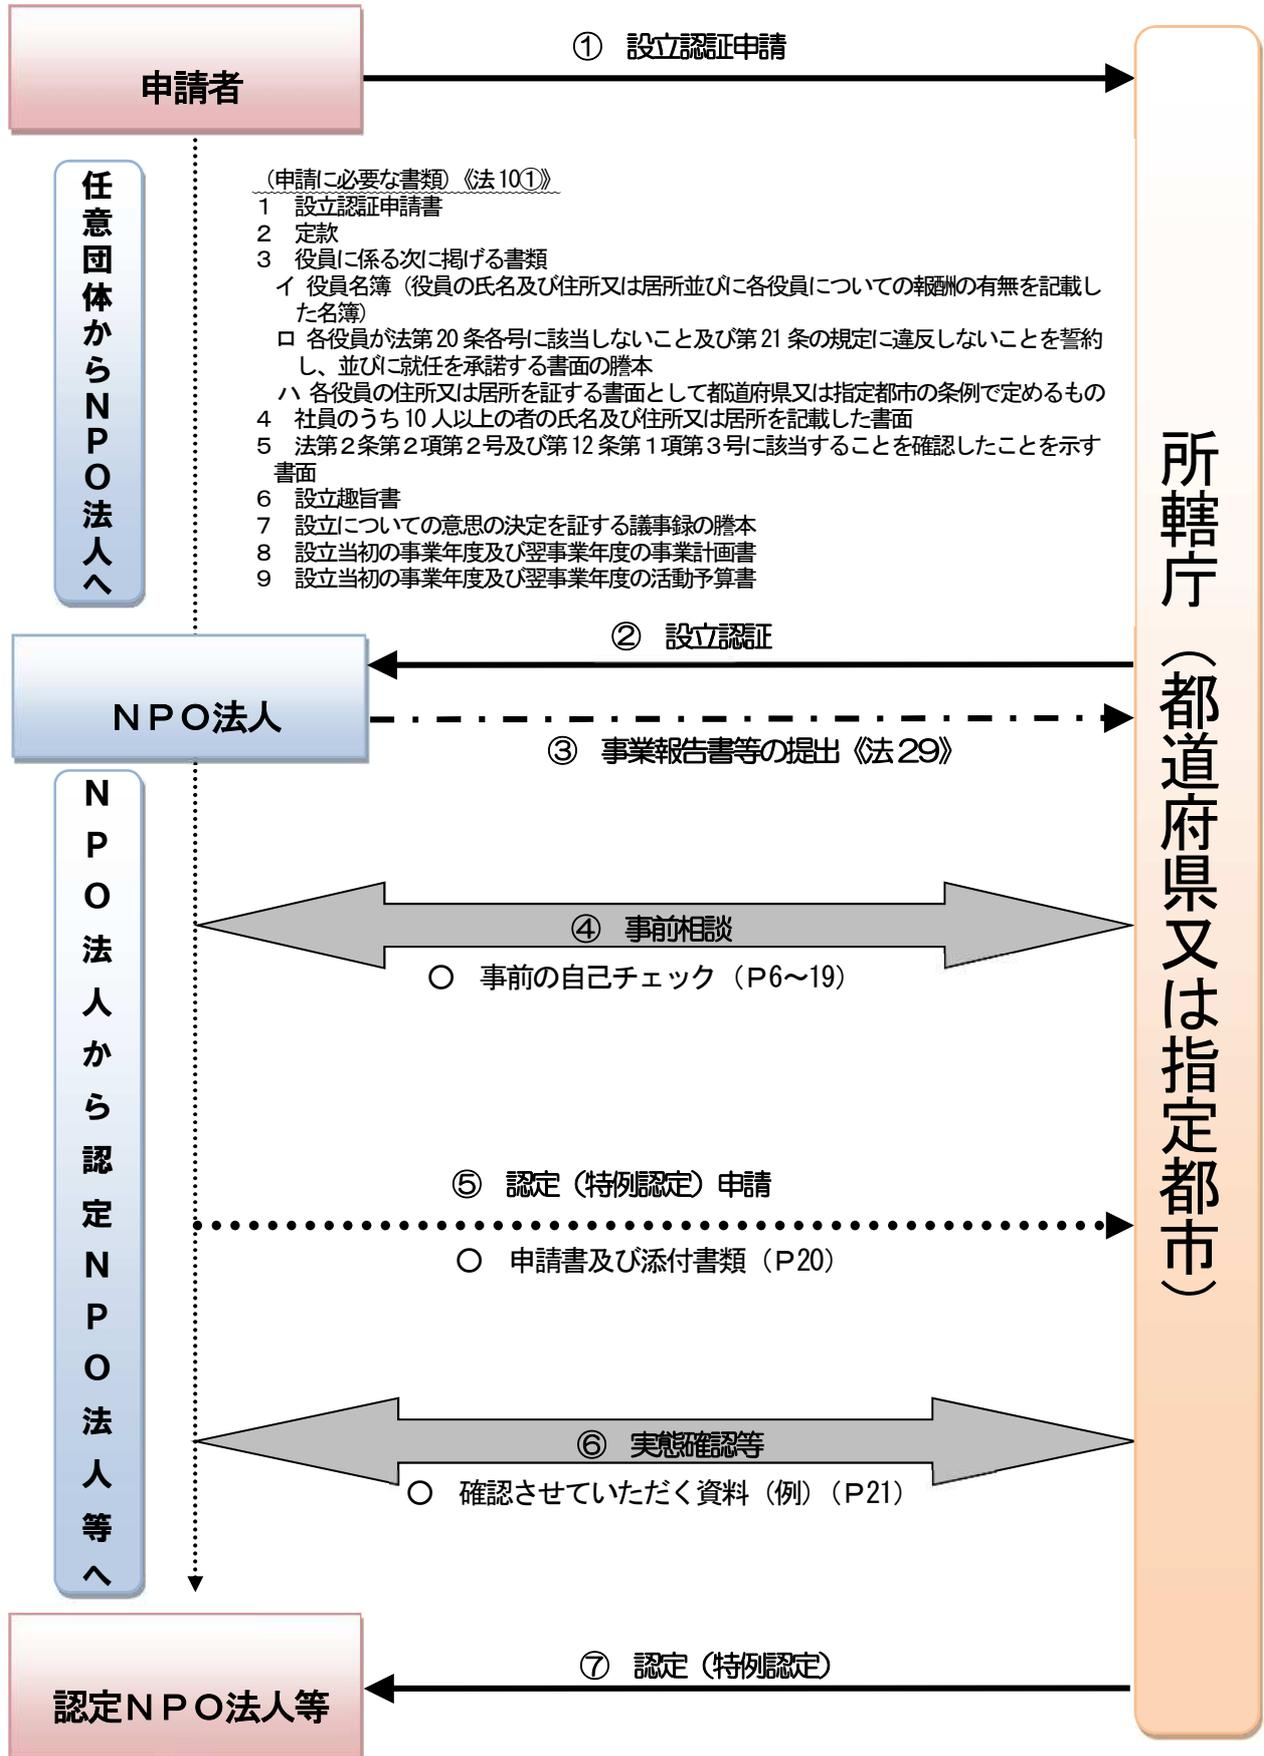 ① 設立認証申請
申請者
任意団体からNPO法人へ
（申請に必要な書類）《法10①》
1 設立認証申請書
2 定款
3 役員に係る次に掲げる書類
イ 役員名簿（役員の氏名及び住所又は居所並びに各役員についての報酬の有無を記載し
た名簿）
ロ 各役員が法第20条各号に該当しないこと及び第21条の規定に違反しないことを誓約
し、並びに就任を承諾する書面の謄本
ハ 各役員の住所又は居所を証する書面として都道府県又は指定都市の条例で定めるもの
4 社員のうち10人以上の者の氏名及び住所又は居所を記載した書面
5 法第2条第2項第2号及び第12条第1項第3号に該当することを確認したことを示す
書面
6 設立趣旨書
7 設立についての意思の決定を証する議事録の謄本
8 設立当初の事業年度及び翌事業年度の事業計画書
9 設立当初の事業年度及び翌事業年度の活動予算書
所轄庁（都道府県又は指定都市）
② 設立認証
NPO法人
③ 事業報告書等の提出《法29》
NPO法人から認定NPO法人等へ
④ 事前相談
○ 事前の自己チェック（P6～19）
⑤ 認定（特例認定）申請
○ 申請書及び添付書類（P20）
⑥ 実態確認等
○ 確認させていただく資料（例）（P21）
⑦ 認定（特例認定）
認定NPO法人等